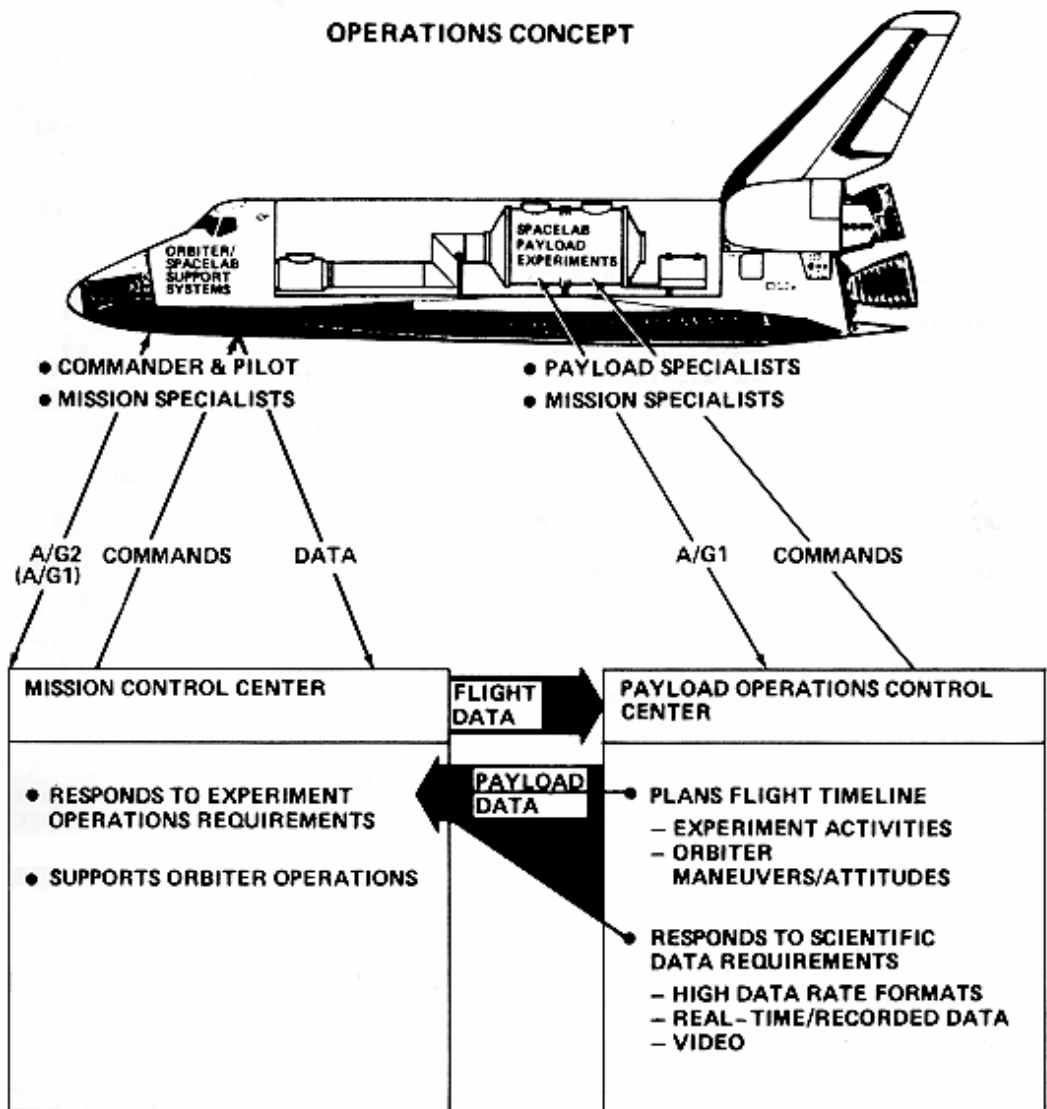 OPERATIONS CONCEPT
ORBITER/
SPACELAB
SUPPORT
SYSTEMS
SPACELAB
PAYLOAD
EXPERIMENTS
● COMMANDER & PILOT
● MISSION SPECIALISTS
● PAYLOAD SPECIALISTS
● MISSION SPECIALISTS
A/G2
(A/G1)
COMMANDS
DATA
A/G1
COMMANDS
MISSION CONTROL CENTER
FLIGHT
DATA
PAYLOAD OPERATIONS CONTROL
CENTER
● RESPONDS TO EXPERIMENT
OPERATIONS REQUIREMENTS
● SUPPORTS ORBITER OPERATIONS
PAYLOAD
DATA
● PLANS FLIGHT TIMELINE
– EXPERIMENT ACTIVITIES
– ORBITER
MANEUVERS/ATTITUDES
● RESPONDS TO SCIENTIFIC
DATA REQUIREMENTS
– HIGH DATA RATE FORMATS
– REAL-TIME/RECORDED DATA
– VIDEO